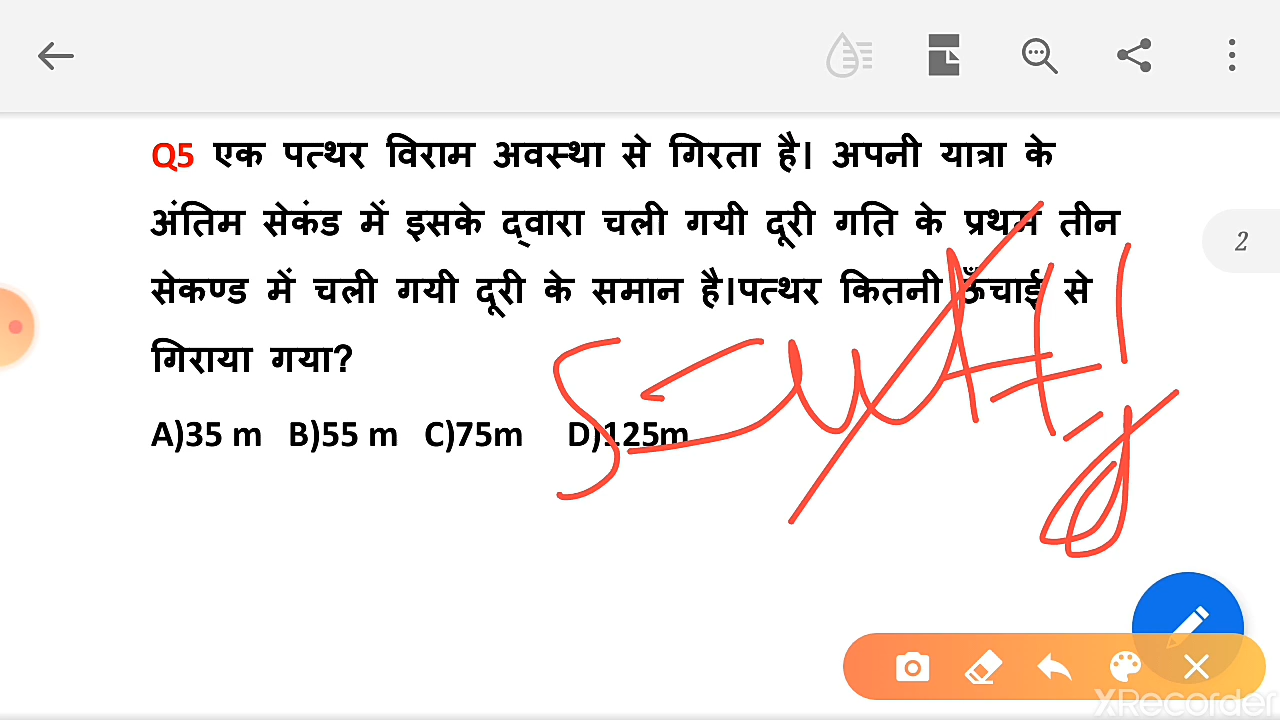 Q5 एक पत्थर विराम अवस्था से गिरता है। अपनी यात्रा के
अंतिम सेकंड में इसके द्वारा चली गयी दूरी गति के प्रथम तीन
2
सेकण्ड में चली गयी दूरी के समान है।पत्थर कितनी ऊँचाई से
गिराया गया?
A)35 m B)55 m C)75m D)125m
XRecorder